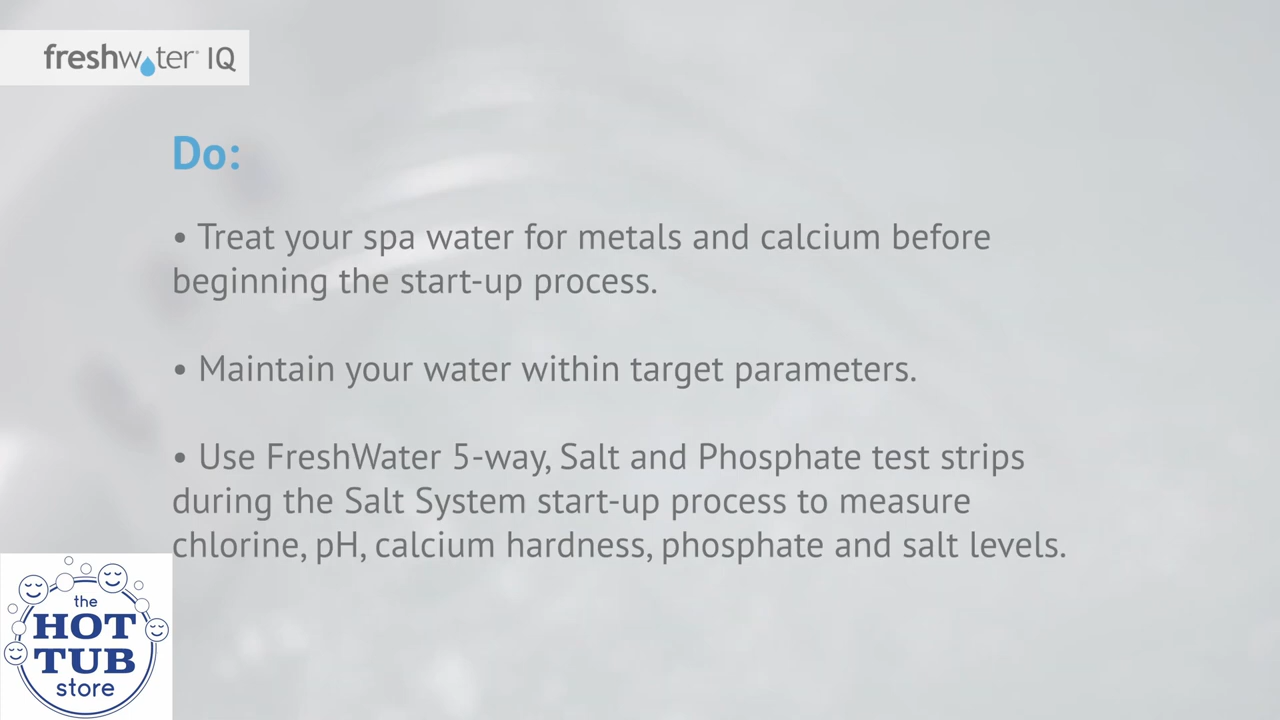 freshwater® IQ
Do:
• Treat your spa water for metals and calcium before
beginning the start-up process.
• Maintain your water within target parameters.
• Use FreshWater 5-way, Salt and Phosphate test strips
during the Salt System start-up process to measure
chlorine, pH, calcium hardness, phosphate and salt levels.
the
HOT
TUB
store